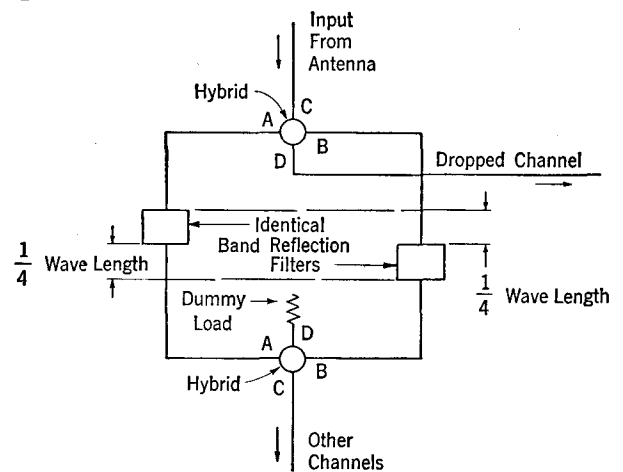 Input
From
Antenna
Hybrid
C
A
B
D
Dropped Channel
Identical
Band Reflection
Filters
1/4 Wave Length
1/4 Wave Length
Dummy
Load
D
A
B
Hybrid
C
Other
Channels